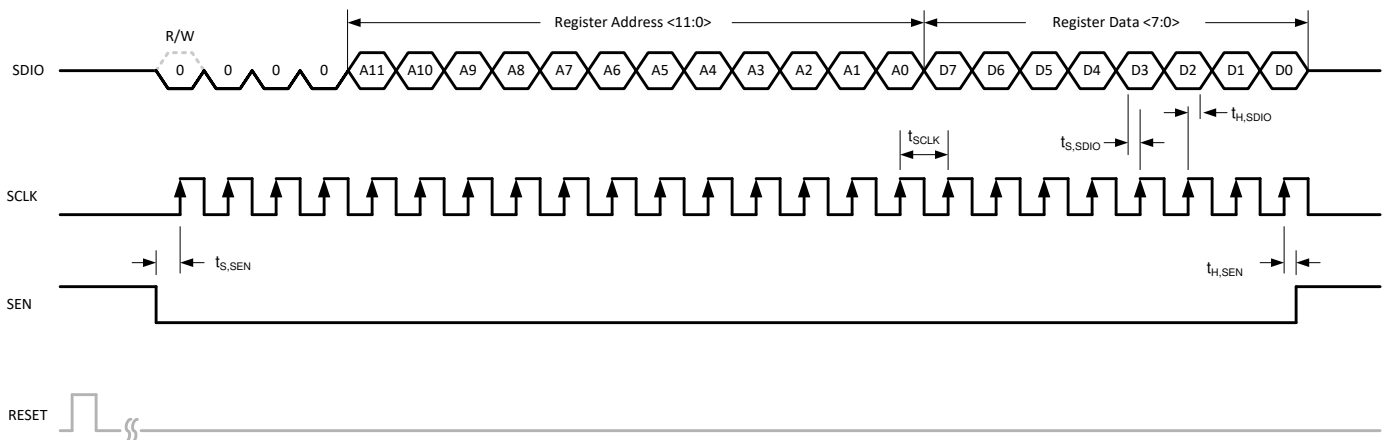 Register Address <11:0>
Register Data <7:0>
R/W
SDIO
0 0 0 0 A11 A10 A9 A8 A7 A6 A5 A4 A3 A2 A1 A0 D7 D6 D5 D4 D3 D2 D1 D0
tH,SDIO
tSCLK
tS,SDIO
SCLK
tS,SEN
tH,SEN
SEN
RESET